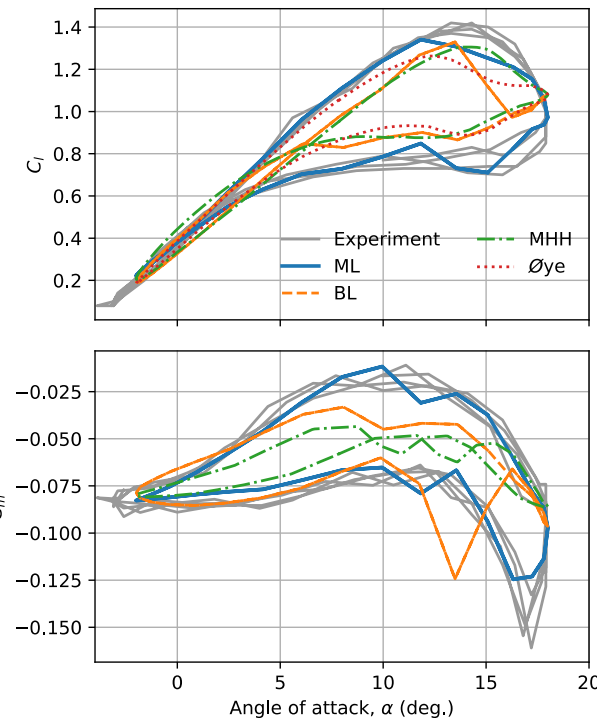 1.4
1.2
1.0
0.8
0.6
0.4
0.2
C_l
Experiment
ML
BL
MHH
Øye
−0.025
−0.050
−0.075
−0.100
−0.125
−0.150
0 5 10 15 20
Angle of attack, α (deg.)